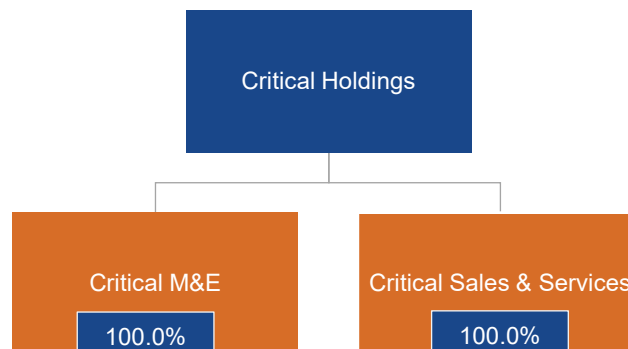 Critical Holdings
Critical M&E
Critical Sales & Services
100.0%
100.0%